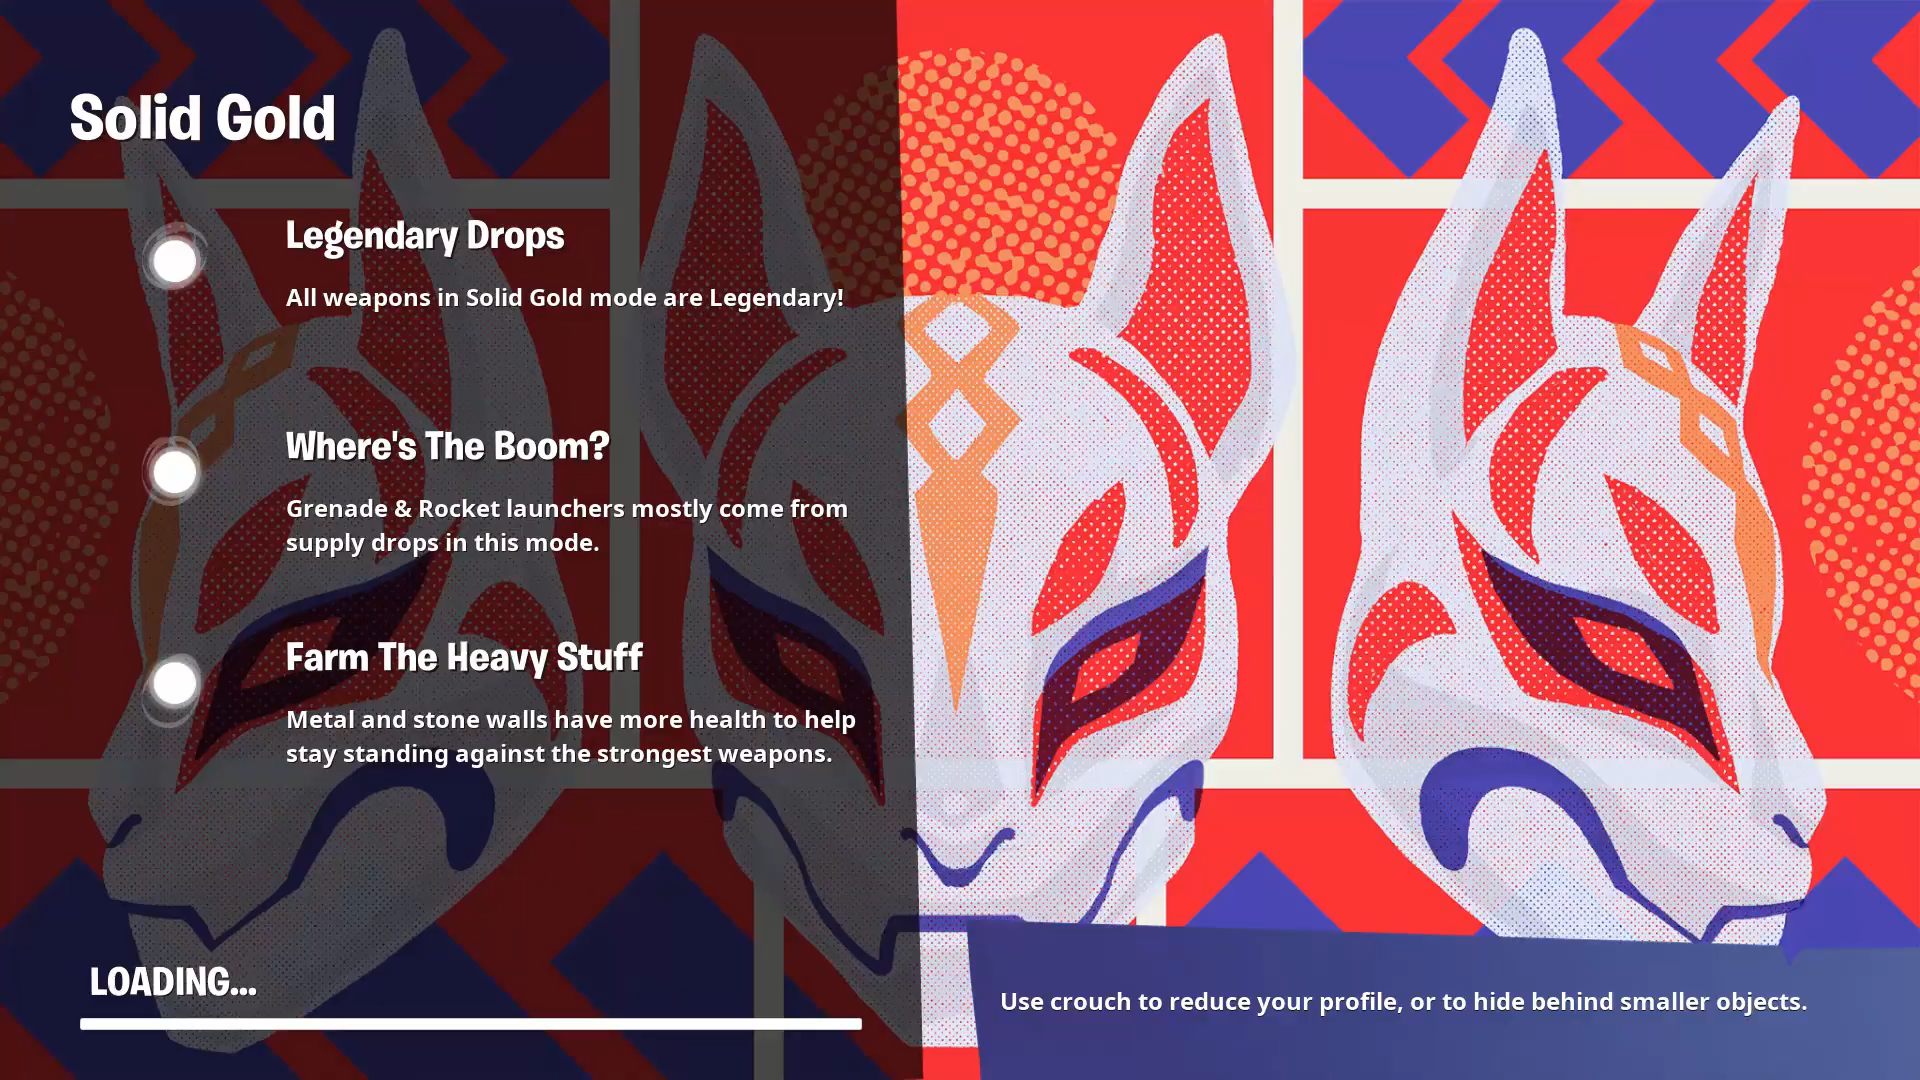 Solid Gold
Legendary Drops
All weapons in Solid Gold mode are Legendary!
Where's The Boom?
Grenade & Rocket launchers mostly come from
supply drops in this mode.
Farm The Heavy Stuff
Metal and stone walls have more health to help
stay standing against the strongest weapons.
LOADING...
Use crouch to reduce your profile, or to hide behind smaller objects.